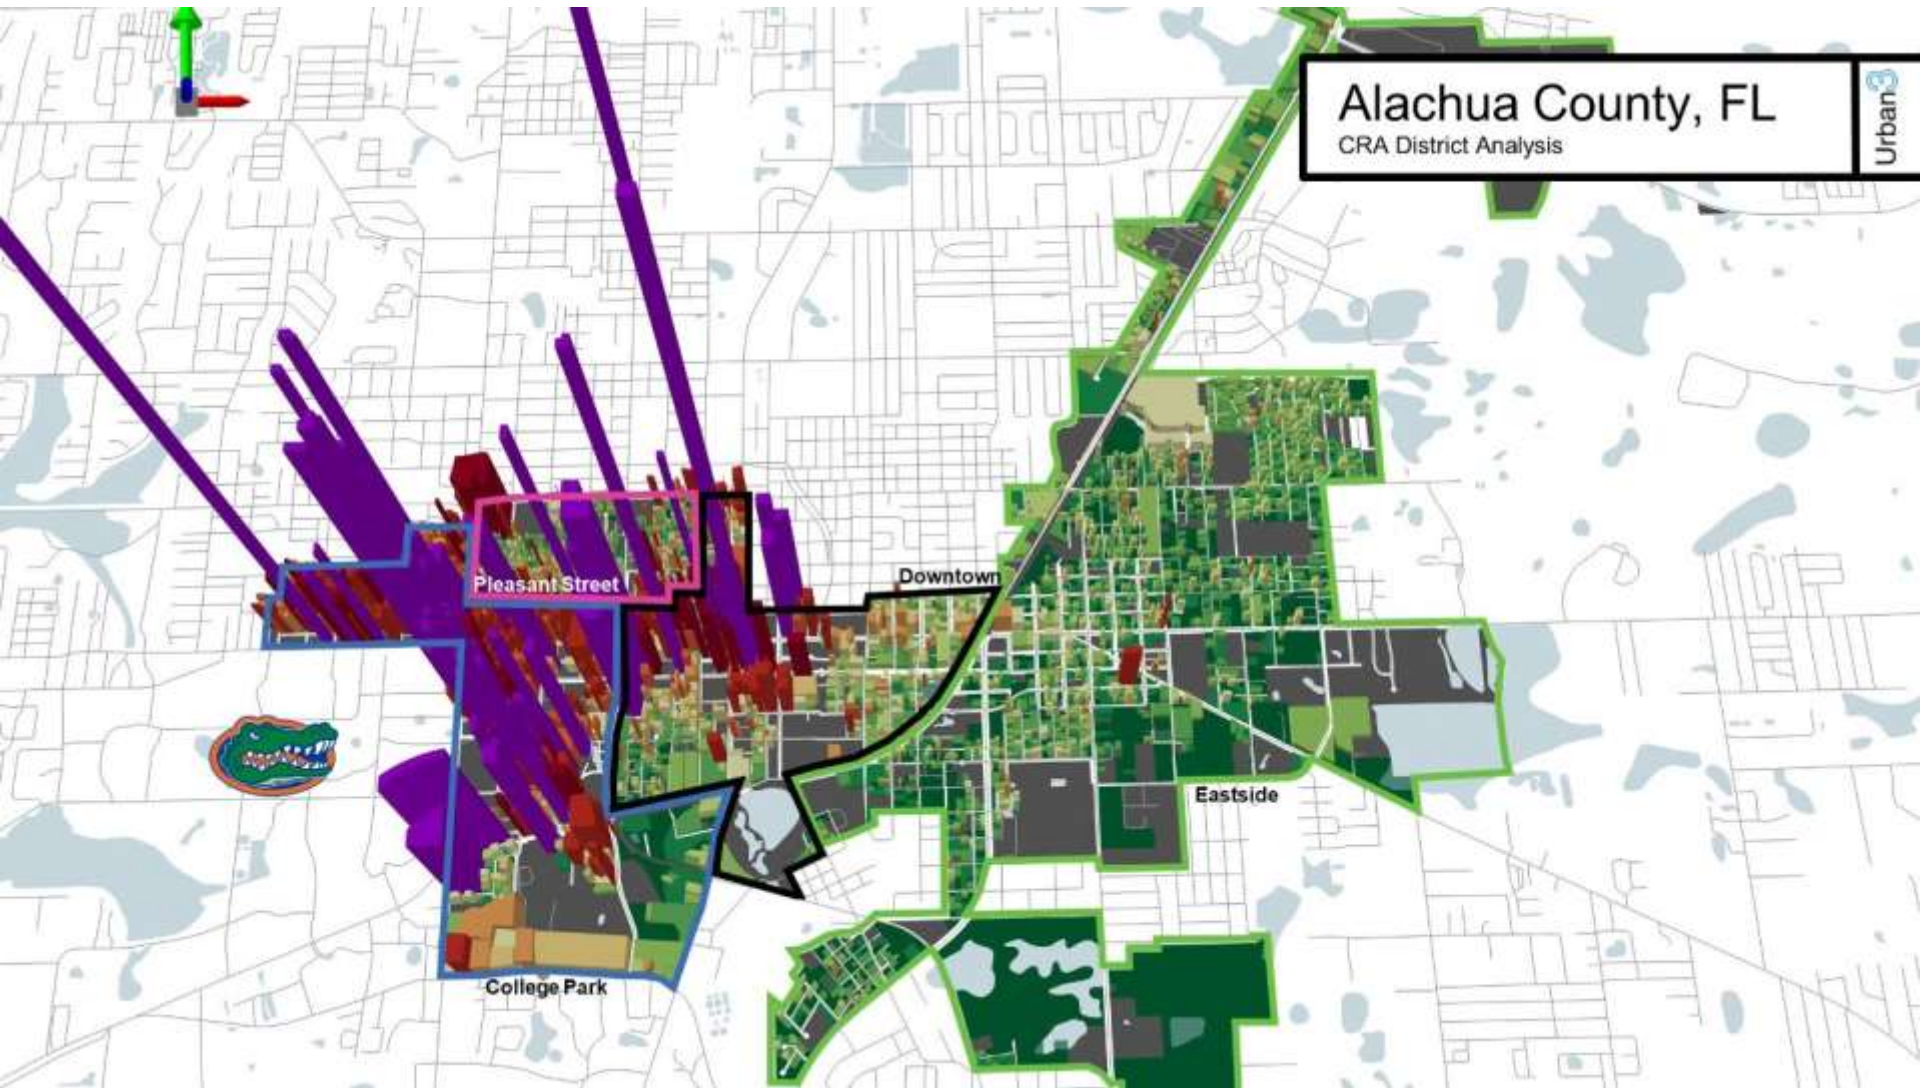 Alachua County, FL
CRA District Analysis
Urban3
Pleasant Street
Downtown
Eastside
College Park